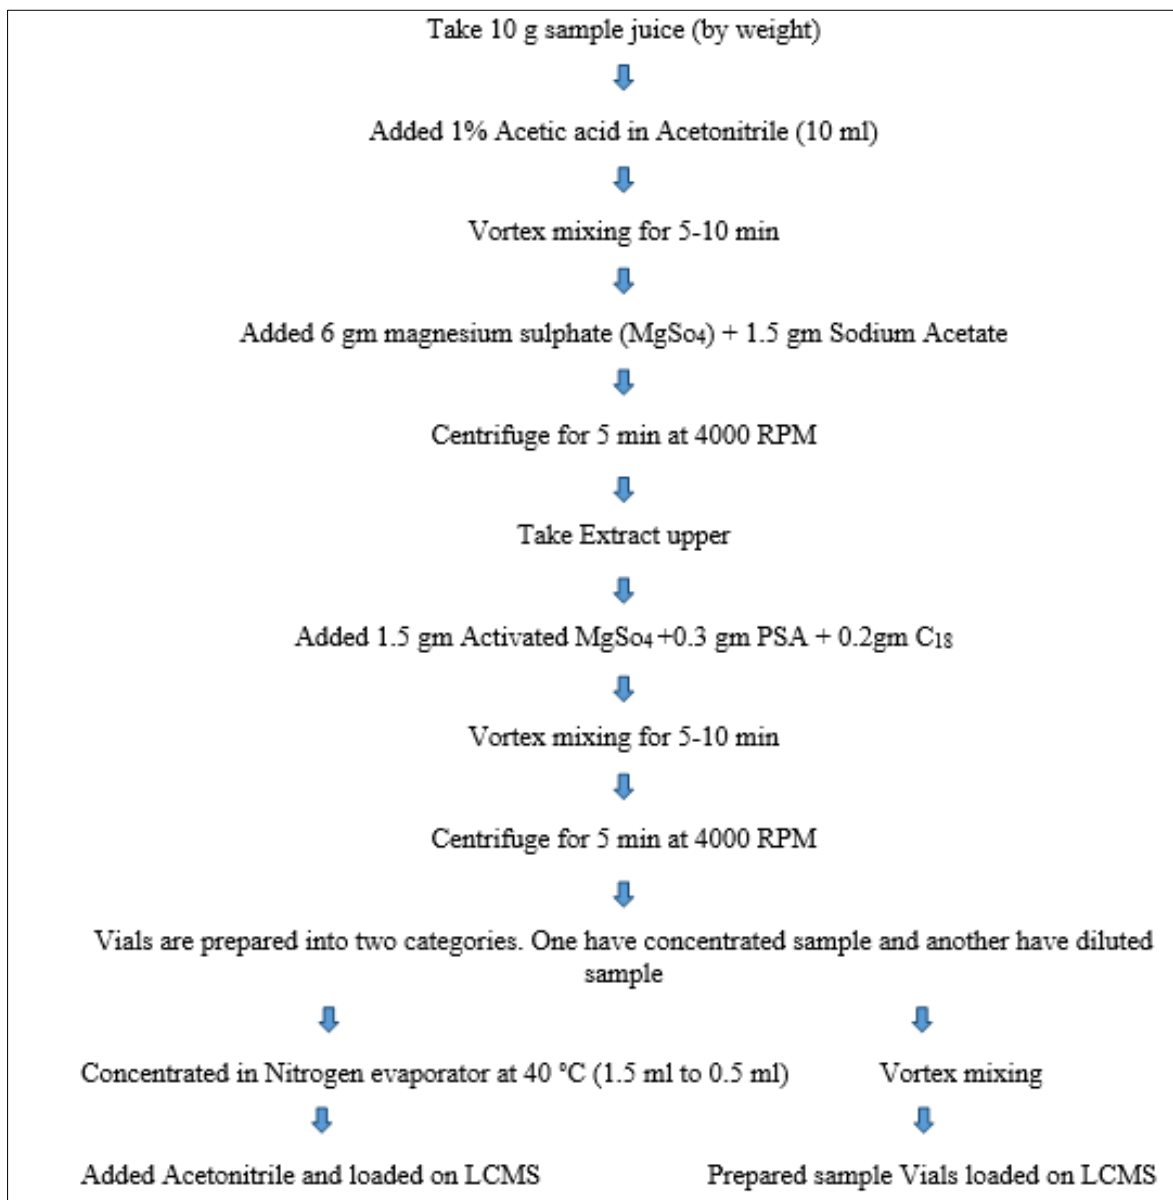 Take 10 g sample juice (by weight)
Added 1% Acetic acid in Acetonitrile (10 ml)
Vortex mixing for 5-10 min
Added 6 gm magnesium sulphate (MgSo₄) + 1.5 gm Sodium Acetate
Centrifuge for 5 min at 4000 RPM
Take Extract upper
Added 1.5 gm Activated MgSo₄ +0.3 gm PSA + 0.2gm C₁₈
Vortex mixing for 5-10 min
Centrifuge for 5 min at 4000 RPM
Vials are prepared into two categories. One have concentrated sample and another have diluted
sample
Concentrated in Nitrogen evaporator at 40 °C (1.5 ml to 0.5 ml)
Vortex mixing
Added Acetonitrile and loaded on LCMS
Prepared sample Vials loaded on LCMS